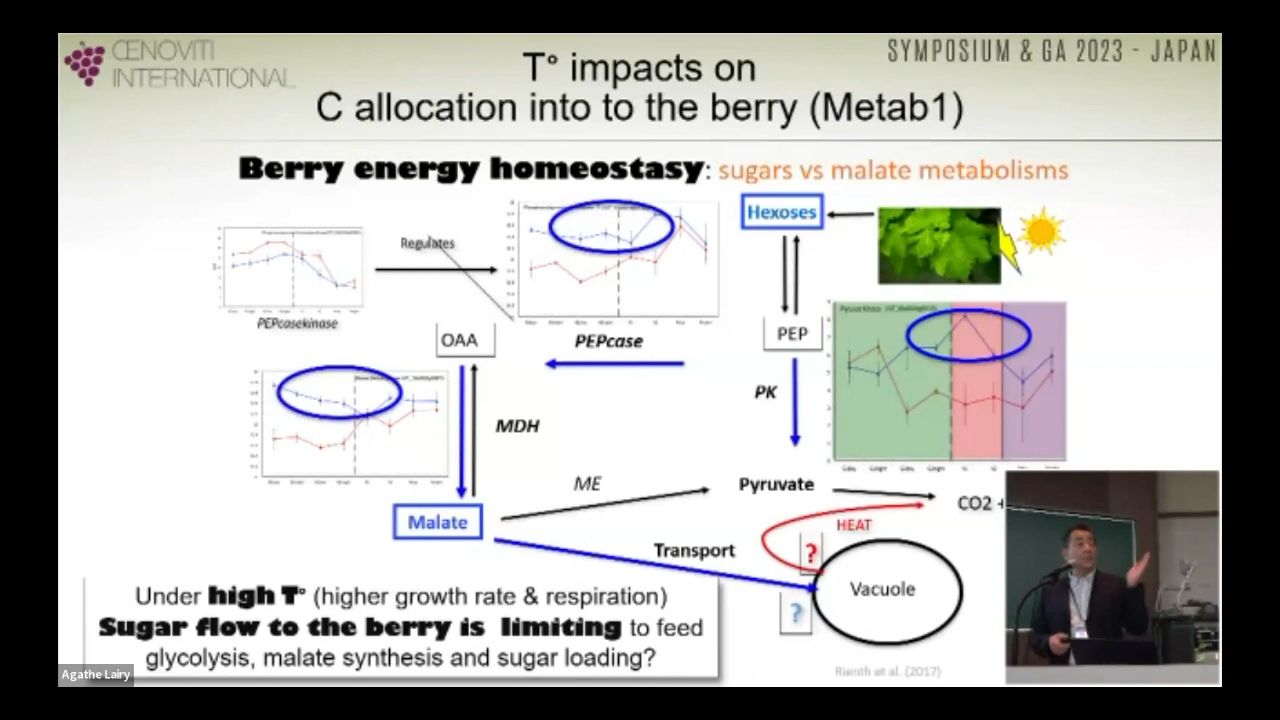 ŒNOVITI
INTERNATIONAL
SYMPOSIUM & GA 2023 - JAPAN
T° impacts on
C allocation into to the berry (Metab1)
Berry energy homeostasy: sugars vs malate metabolisms
Regulates
Hexoses
PEPcasekinase
OAA
PEPcase
PEP
PK
MDH
ME
Pyruvate
CO2 +
Malate
HEAT
Transport
?
Vacuole
?
Under high T° (higher growth rate & respiration)
Sugar flow to the berry is limiting to feed
glycolysis, malate synthesis and sugar loading?
Rienth et al. (2017)
Agathe Lairy